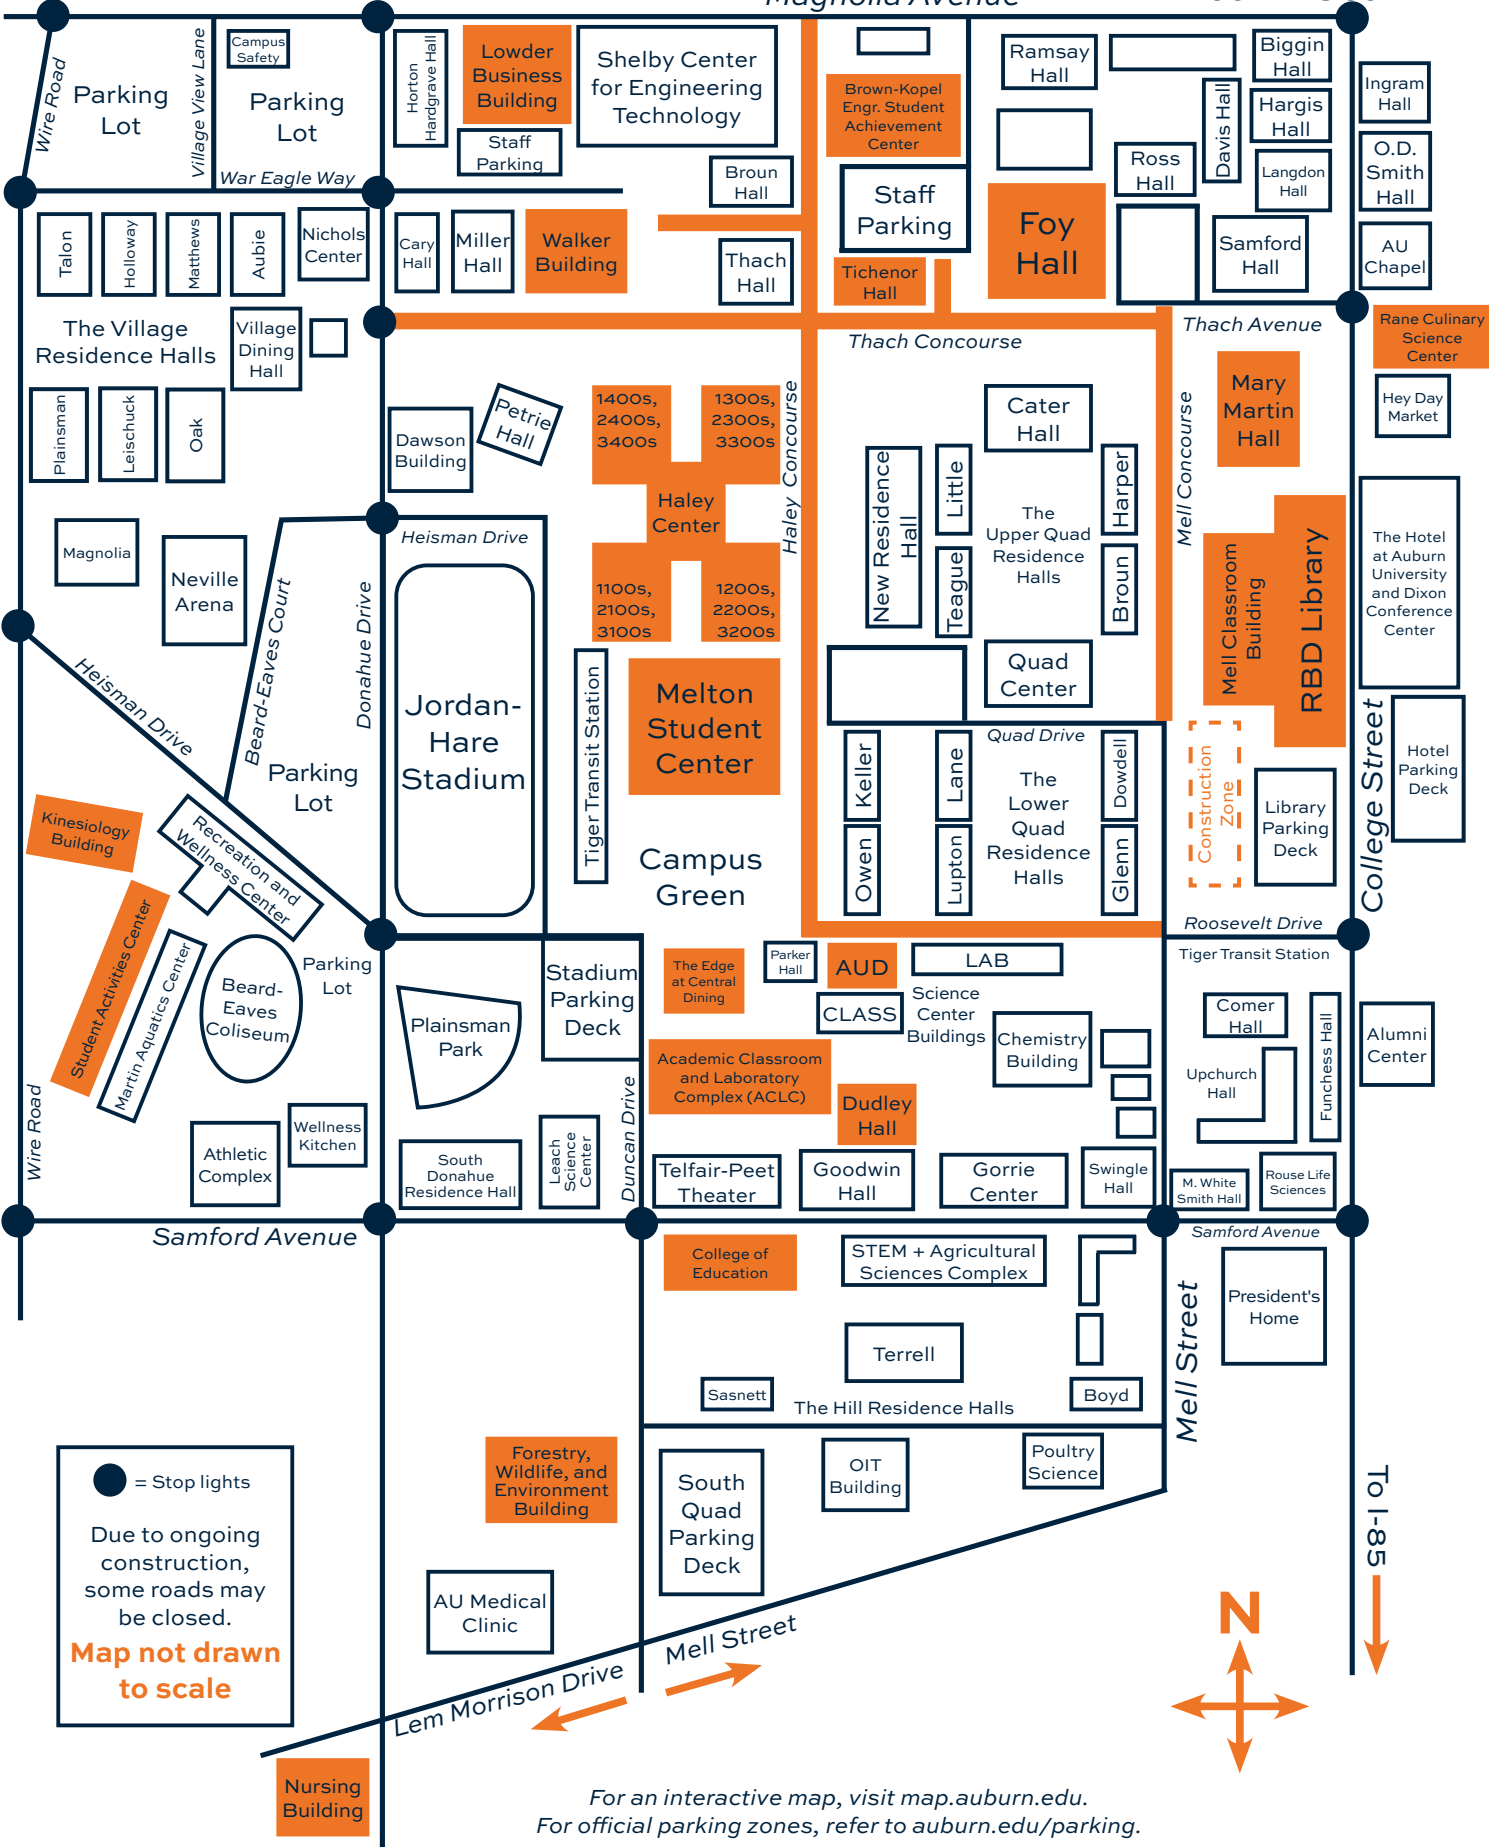 Magnolia Avenue
Wire Road
Parking
Lot
Village View Lane
Campus
Safety
Parking
Lot
War Eagle Way
Horton
Hardgrave Hall
Lowder
Business
Building
Staff
Parking
Shelby Center
for Engineering
Technology
Broun
Hall
Brown-Kopel
Engr. Student
Achievement
Center
Staff
Parking
Ramsay
Hall
Ross
Hall
Davis Hall
Biggin
Hall
Hargis
Hall
Langdon
Hall
Ingram
Hall
O.D.
Smith
Hall
AU
Chapel
Talon
Holloway
Matthews
Aubie
Nichols
Center
Cary
Hall
Miller
Hall
Walker
Building
Thach
Hall
Tichenor
Hall
Foy
Hall
Samford
Hall
The Village
Residence Halls
Village
Dining
Hall
Thach Concourse
Thach Avenue
Rane Culinary
Science
Center
Hey Day
Market
Plainsman
Leischuck
Oak
Dawson
Building
Petrie
Hall
1400s,
2400s,
3400s
1300s,
2300s,
3300s
Haley
Center
1100s,
2100s,
3100s
1200s,
2200s,
3200s
Haley Concourse
Cater
Hall
New Residence
Hall
Little
Teague
The
Upper Quad
Residence
Halls
Harper
Broun
Mell Concourse
Mary
Martin
Hall
Mell Classroom
Building
RBD Library
The Hotel
at Auburn
University
and Dixon
Conference
Center
Magnolia
Neville
Arena
Beard-Eaves Court
Donahue Drive
Heisman Drive
Heisman Drive
Parking
Lot
Jordan-
Hare
Stadium
Tiger Transit Station
Melton
Student
Center
Campus
Green
Quad
Center
Quad Drive
Keller
Owen
Lane
Lupton
The
Lower
Quad
Residence
Halls
Dowdell
Glenn
Construction
Zone
Library
Parking
Deck
College Street
Hotel
Parking
Deck
Kinesiology
Building
Recreation and
Wellness Center
Student Activities Center
Martin Aquatics Center
Beard-
Eaves
Coliseum
Parking
Lot
Plainsman
Park
Stadium
Parking
Deck
The Edge
at Central
Dining
Parker
Hall
AUD
LAB
CLASS
Science
Center
Buildings
Chemistry
Building
Roosevelt Drive
Tiger Transit Station
Comer
Hall
Upchurch
Hall
Funchess Hall
Alumni
Center
Academic Classroom
and Laboratory
Complex (ACLC)
Dudley
Hall
Wire Road
Athletic
Complex
Wellness
Kitchen
South
Donahue
Residence Hall
Leach
Science
Center
Duncan Drive
Telfair-Peet
Theater
Goodwin
Hall
Gorrie
Center
Swingle
Hall
M. White
Smith Hall
Rouse Life
Sciences
Samford Avenue
Samford Avenue
College of
Education
STEM + Agricultural
Sciences Complex
President's
Home
Terrell
Sasnett
Boyd
The Hill Residence Halls
Mell Street
Forestry,
Wildlife, and
Environment
Building
South
Quad
Parking
Deck
OIT
Building
Poultry
Science
AU Medical
Clinic
Lem Morrison Drive
Mell Street
To I-85
= Stop lights
Due to ongoing
construction,
some roads may
be closed.
Map not drawn
to scale
N
Nursing
Building
For an interactive map, visit map.auburn.edu.
For official parking zones, refer to auburn.edu/parking.